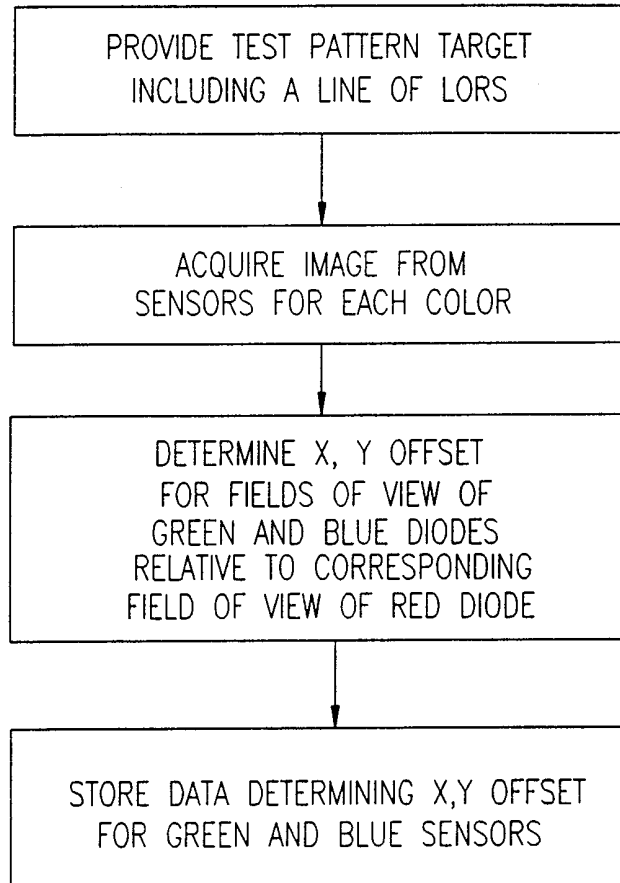 PROVIDE TEST PATTERN TARGET
INCLUDING A LINE OF LORS
ACQUIRE IMAGE FROM
SENSORS FOR EACH COLOR
DETERMINE X, Y OFFSET
FOR FIELDS OF VIEW OF
GREEN AND BLUE DIODES
RELATIVE TO CORRESPONDING
FIELD OF VIEW OF RED DIODE
STORE DATA DETERMINING X,Y OFFSET
FOR GREEN AND BLUE SENSORS